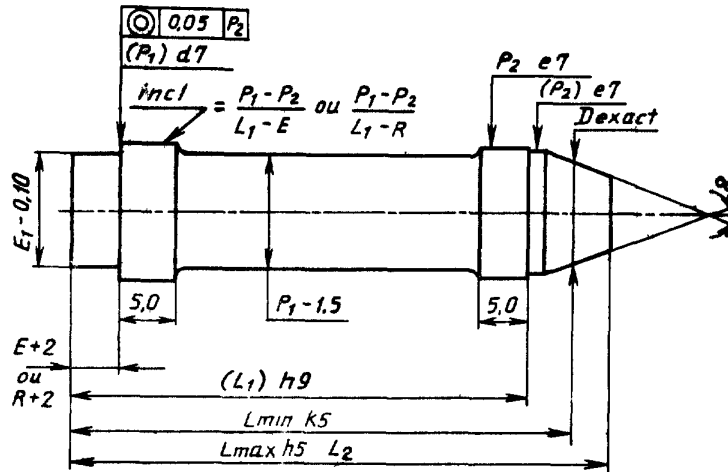 ◎ 0,05 P₂
(P₁) d7
incl = P₁-P₂ / L₁-E ou P₁-P₂ / L₁-R
P₂ e7
(P₂) e7
Dexact
E₁-0,10
5,0
P₁-1.5
5,0
E+2
ou
R+2
(L₁) h9
Lmin k5
Lmax h5 L₂